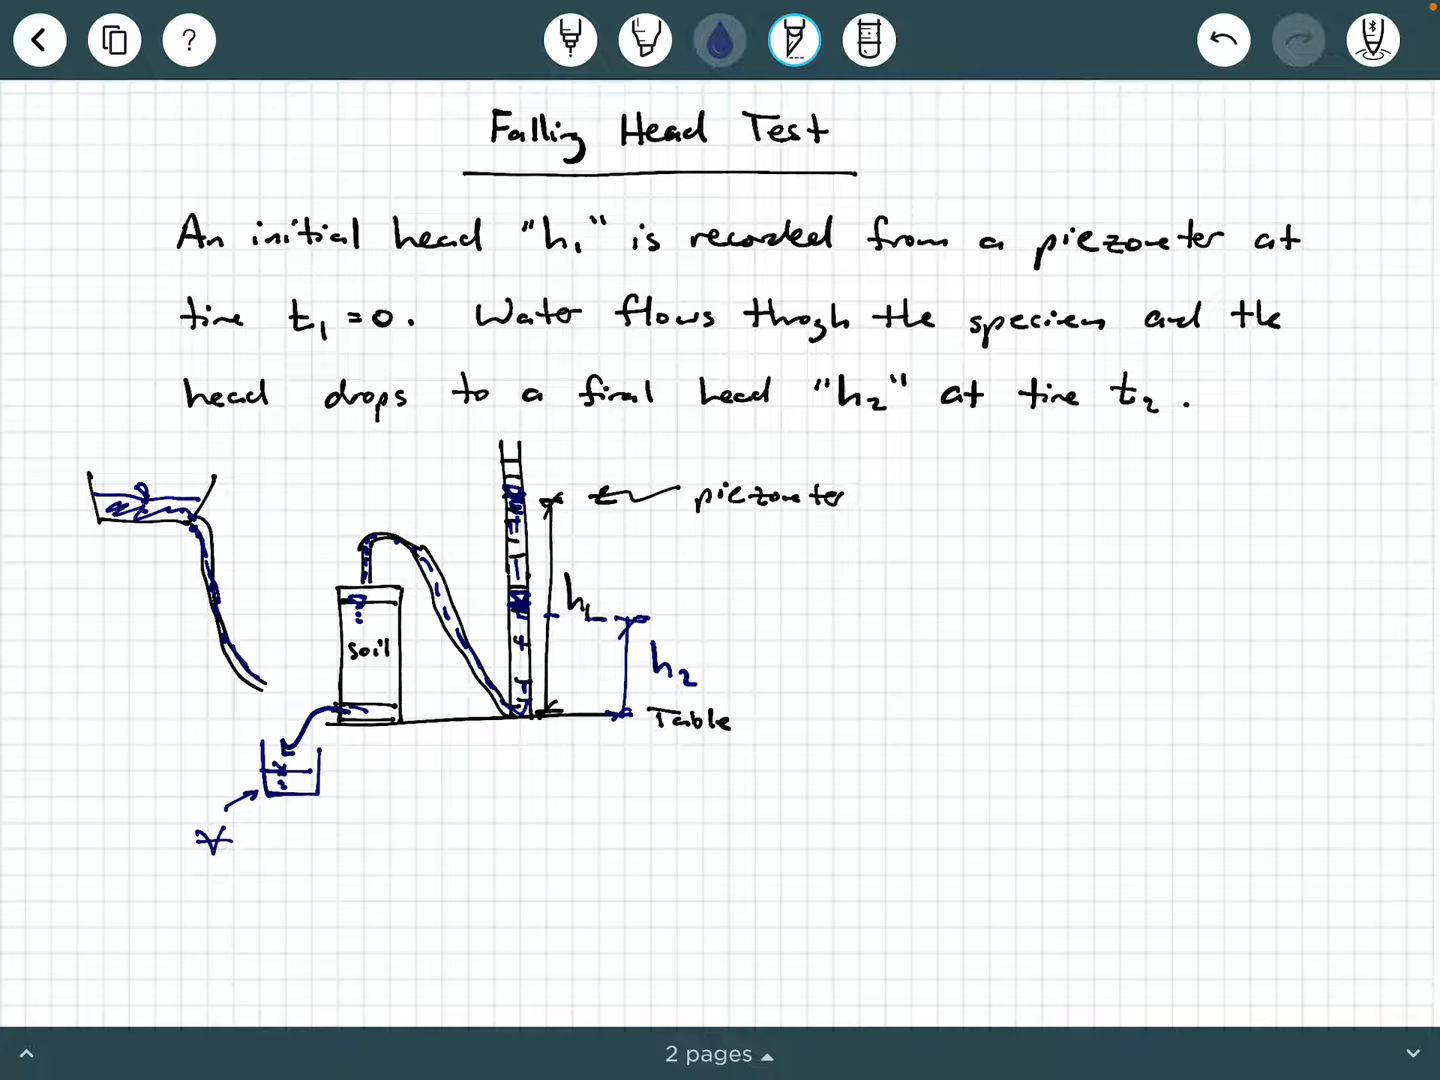 ?
Falling Head Test
An initial head "h₁" is recorded from a piezometer at
time t₁ = 0. Water flows throgh the specimen and the
head drops to a final head "h₂" at time t₂.
piezometer
h₁
soil
h₂
Table
V
2 pages